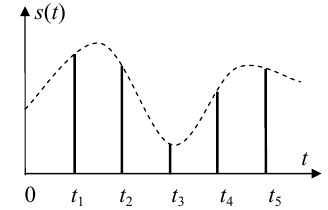 s(t)
t
0 t₁ t₂ t₃ t₄ t₅